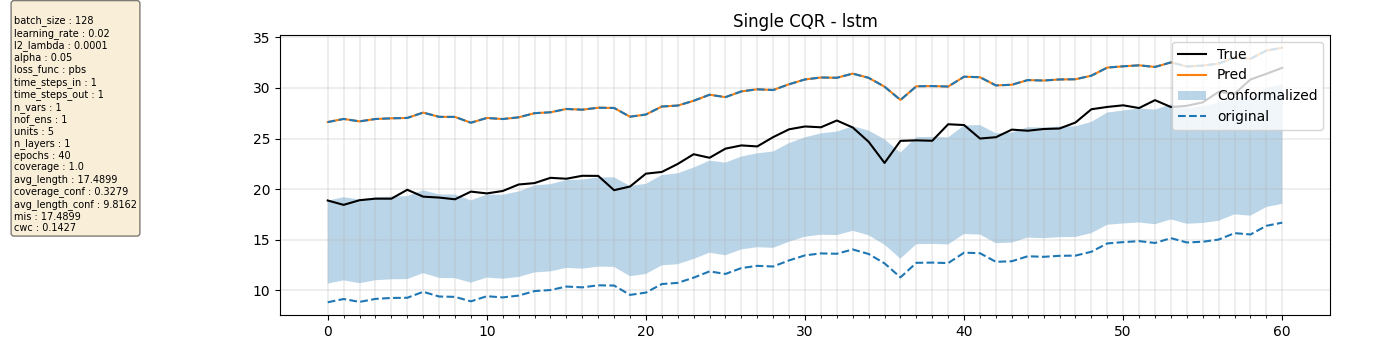 batch_size : 128
learning_rate : 0.02
l2_lambda : 0.0001
alpha : 0.05
loss_func : pbs
time_steps_in : 1
time_steps_out : 1
n_vars : 1
nof_ens : 1
units : 5
n_layers : 1
epochs : 40
coverage : 1.0
avg_length : 17.4899
coverage_conf : 0.3279
avg_length_conf : 9.8162
mis : 17.4899
cwc : 0.1427
Single CQR - lstm
35
30
25
20
15
10
True
Pred
Conformalized
original
0 10 20 30 40 50 60